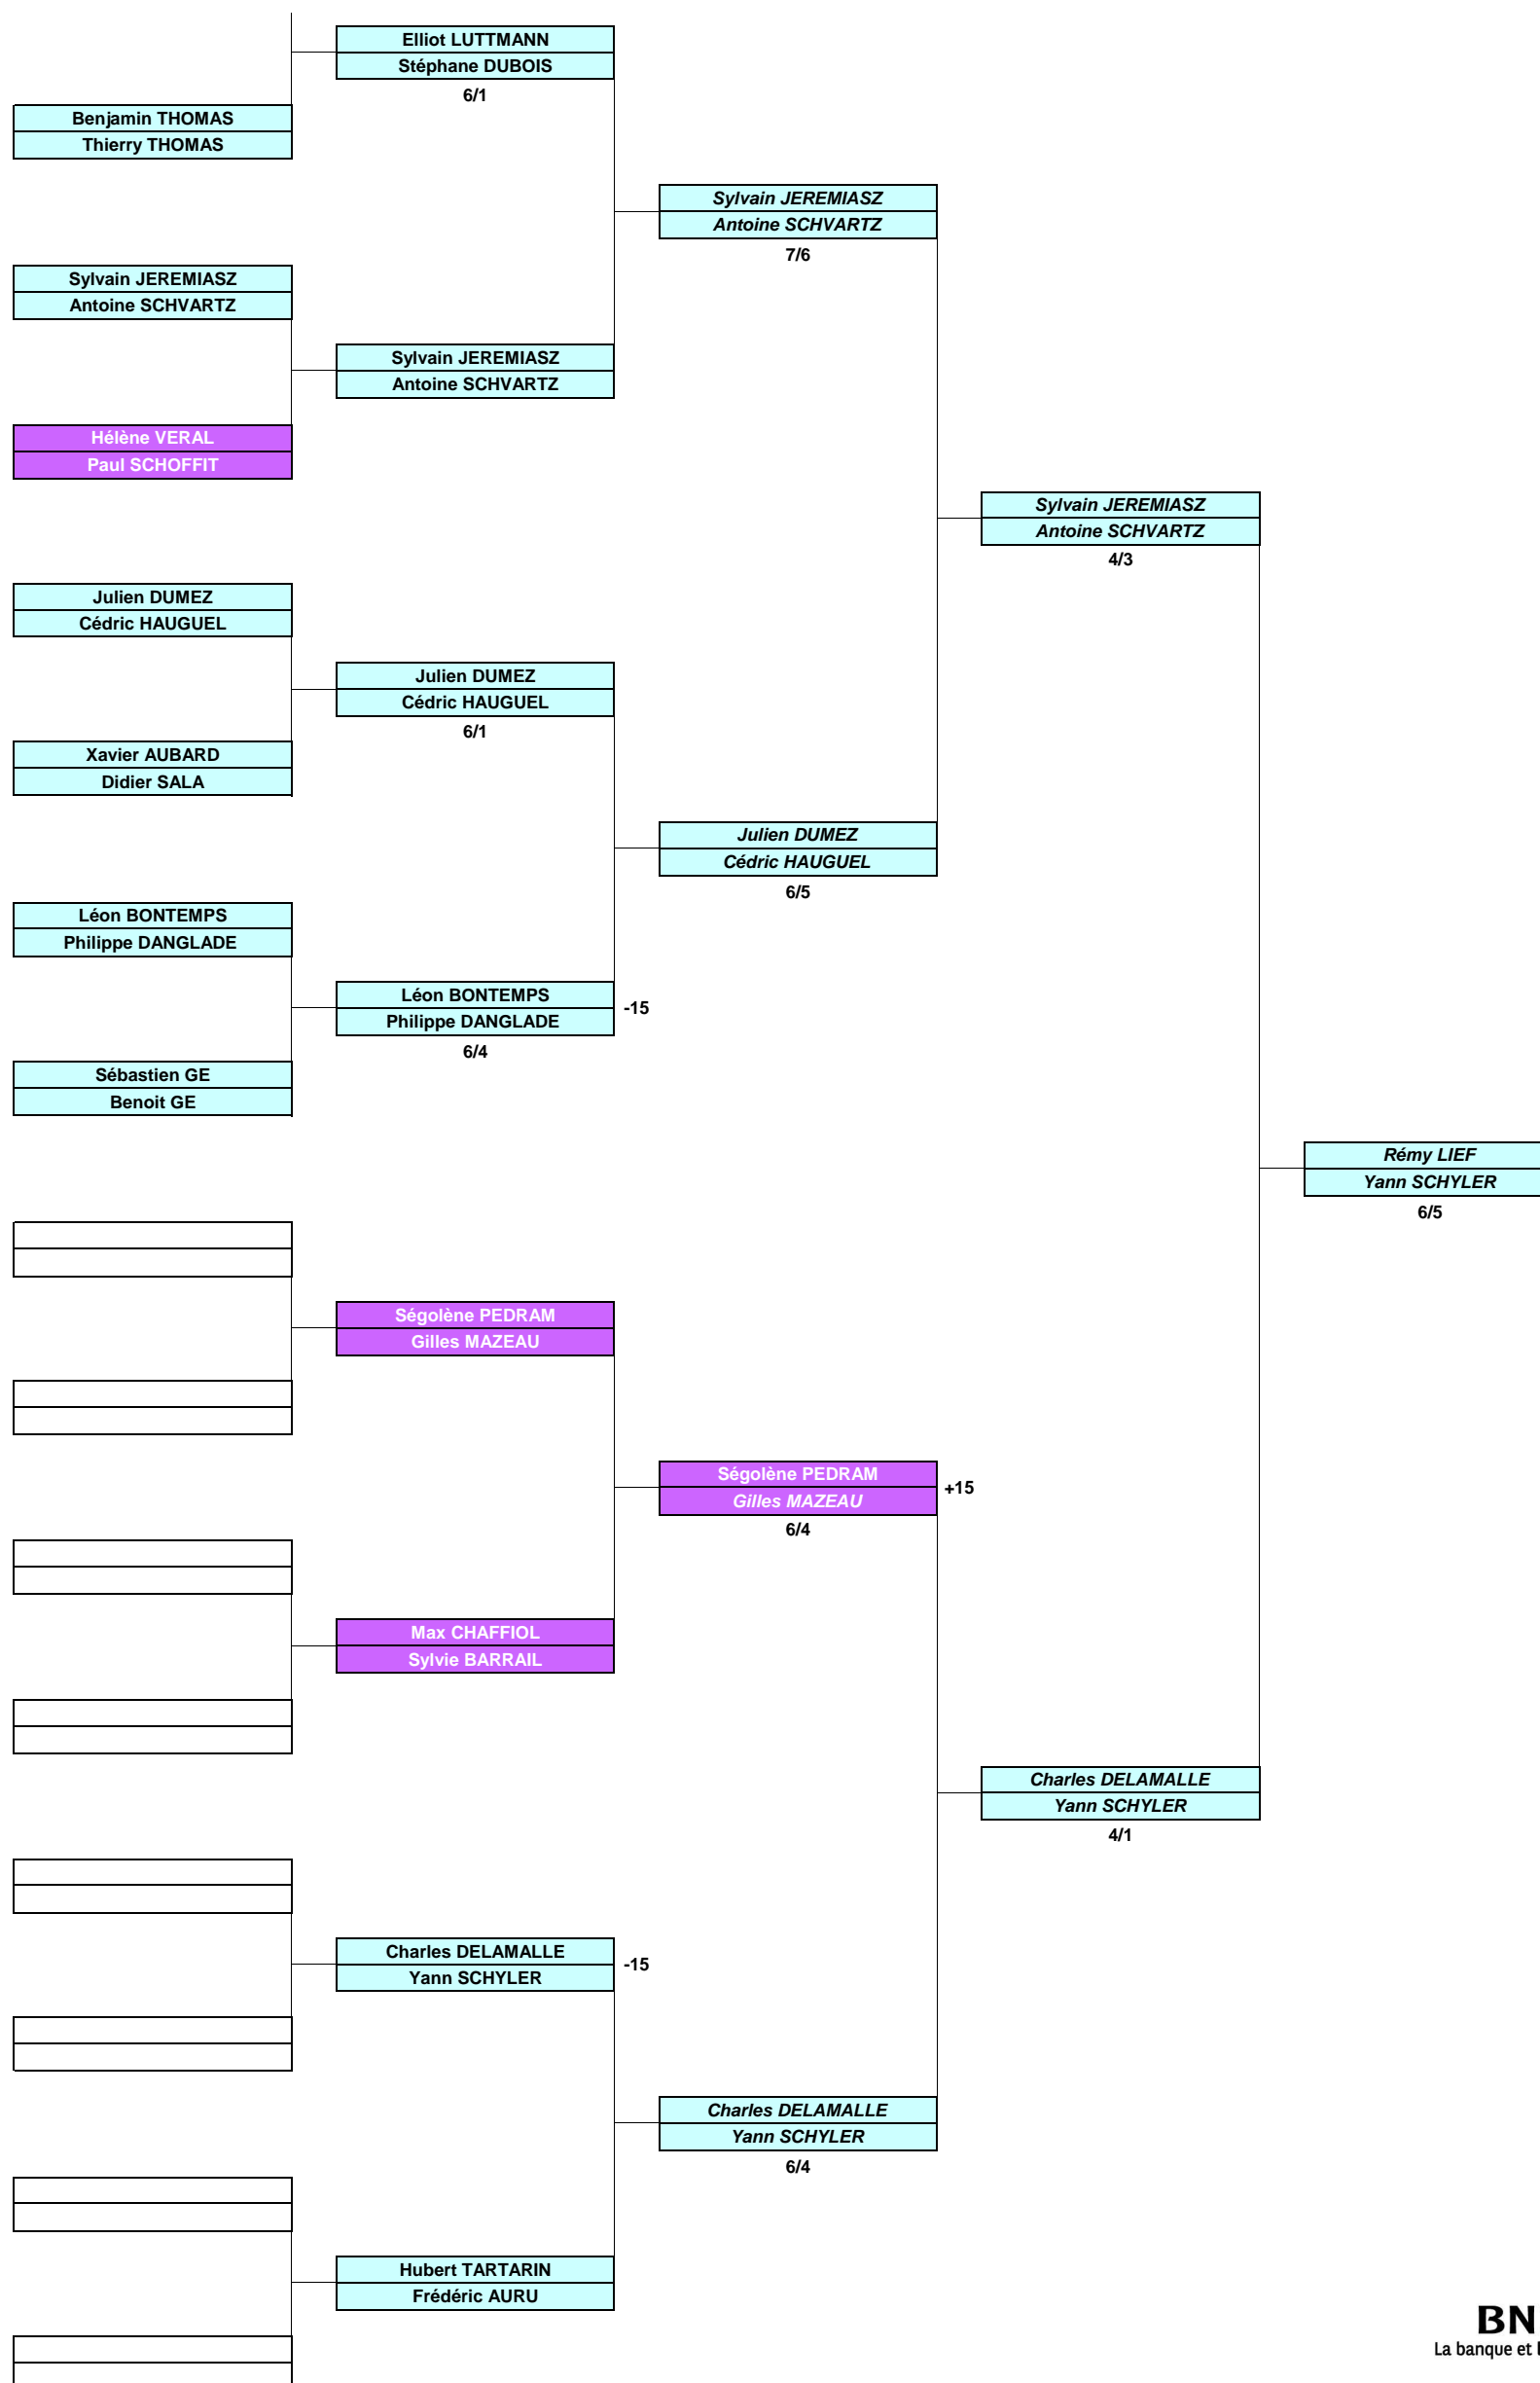 Elliot LUTTMANN
Stéphane DUBOIS
6/1
Benjamin THOMAS
Thierry THOMAS
Sylvain JEREMIASZ
Antoine SCHVARTZ
7/6
Sylvain JEREMIASZ
Antoine SCHVARTZ
Sylvain JEREMIASZ
Antoine SCHVARTZ
Hélène VERAL
Paul SCHOFFIT
Sylvain JEREMIASZ
Antoine SCHVARTZ
4/3
Julien DUMEZ
Cédric HAUGUEL
Julien DUMEZ
Cédric HAUGUEL
6/1
Xavier AUBARD
Didier SALA
Julien DUMEZ
Cédric HAUGUEL
6/5
Léon BONTEMPS
Philippe DANGLADE
Léon BONTEMPS
Philippe DANGLADE
-15
6/4
Sébastien GE
Benoit GE
Rémy LIEF
Yann SCHYLER
6/5
Ségolène PEDRAM
Gilles MAZEAU
Ségolène PEDRAM
Gilles MAZEAU
+15
6/4
Max CHAFFIOL
Sylvie BARRAIL
Charles DELAMALLE
Yann SCHYLER
4/1
Charles DELAMALLE
Yann SCHYLER
-15
Charles DELAMALLE
Yann SCHYLER
6/4
Hubert TARTARIN
Frédéric AURU
BN
La banque et l